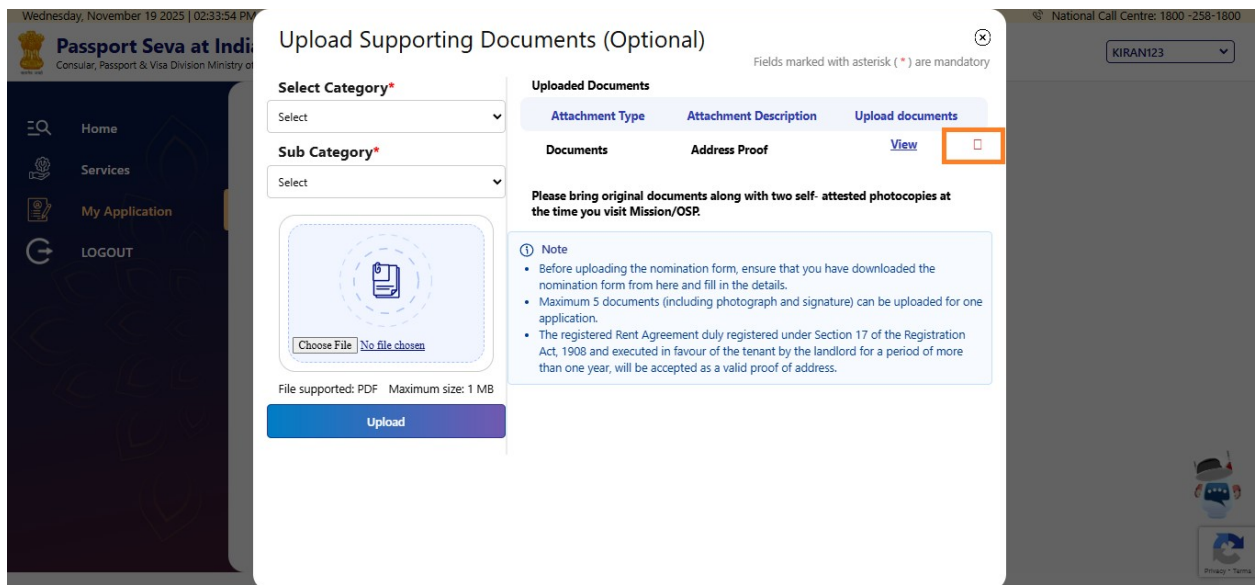 Wednesday, November 19 2025 | 02:33:54 PM
National Call Centre: 1800 -258-1800
Passport Seva at Indi
Consular, Passport & Visa Division Ministry of
KIRAN123
Home
Services
My Application
LOGOUT
Upload Supporting Documents (Optional)
Fields marked with asterisk ( * ) are mandatory
Select Category*
Select
Sub Category*
Select
Choose File No file chosen
File supported: PDF Maximum size: 1 MB
Upload
Uploaded Documents
Attachment Type Attachment Description Upload documents
Documents Address Proof View
Please bring original documents along with two self- attested photocopies at
the time you visit Mission/OSP.
Note
Before uploading the nomination form, ensure that you have downloaded the
nomination form from here and fill in the details.
Maximum 5 documents (including photograph and signature) can be uploaded for one
application.
The registered Rent Agreement duly registered under Section 17 of the Registration
Act, 1908 and executed in favour of the tenant by the landlord for a period of more
than one year, will be accepted as a valid proof of address.
Privacy - Terms